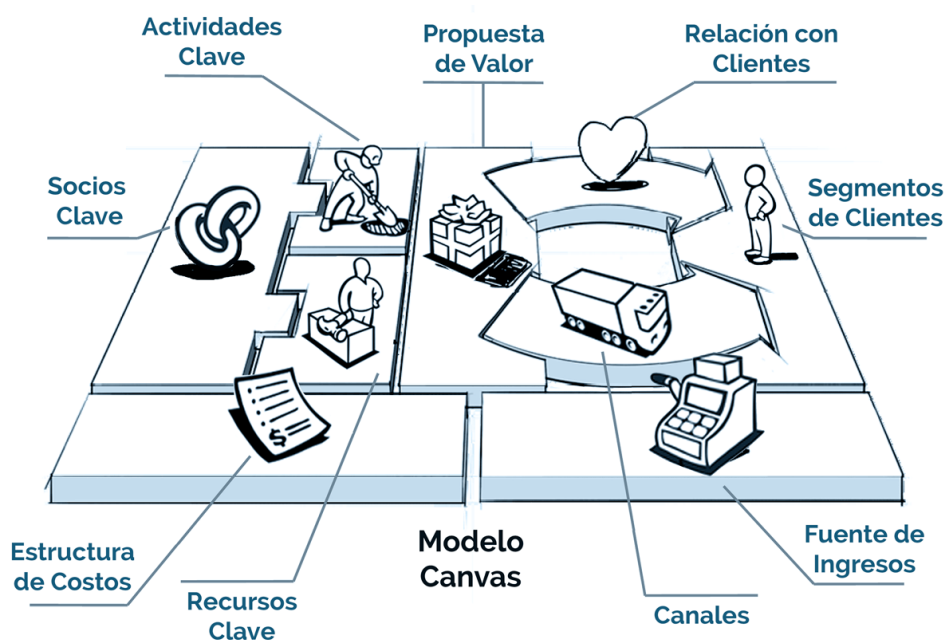 Actividades
Clave
Propuesta
de Valor
Relación con
Clientes
Socios
Clave
Segmentos
de Clientes
$
Modelo
Canvas
Estructura
de Costos
Recursos
Clave
Canales
Fuente de
Ingresos